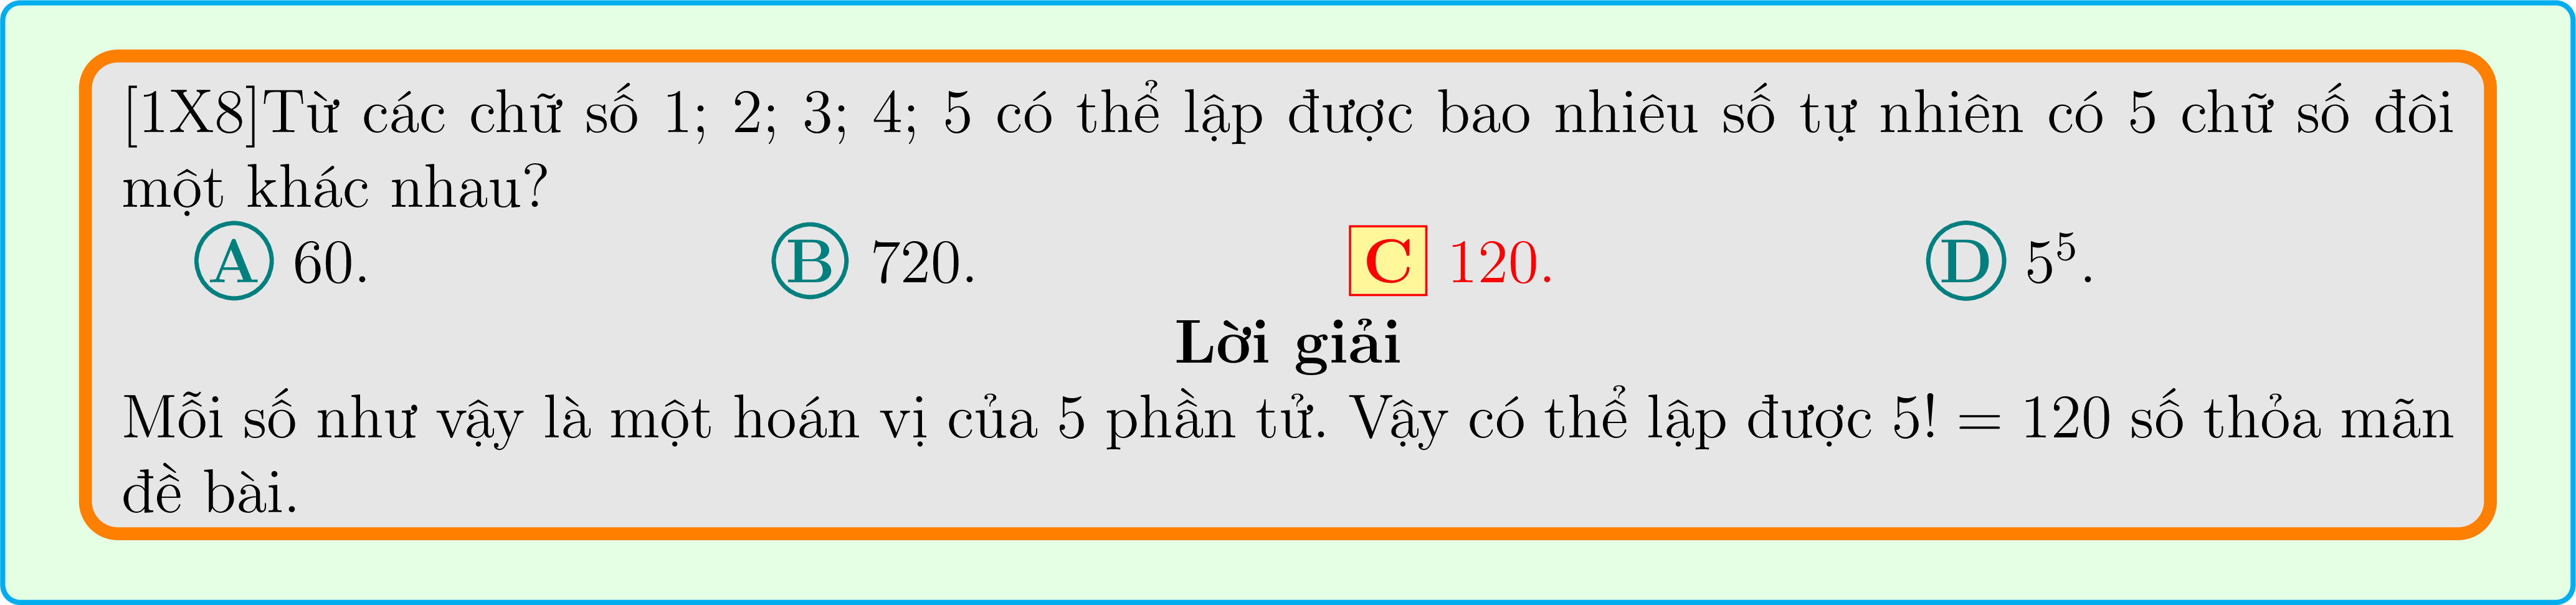 [1X8]Từ các chữ số 1; 2; 3; 4; 5 có thể lập được bao nhiêu số tự nhiên có 5 chữ số đôi
một khác nhau?
A 60. B 720. C 120. D 5⁵.
Lời giải
Mỗi số như vậy là một hoán vị của 5 phần tử. Vậy có thể lập được 5! = 120 số thỏa mãn
đề bài.